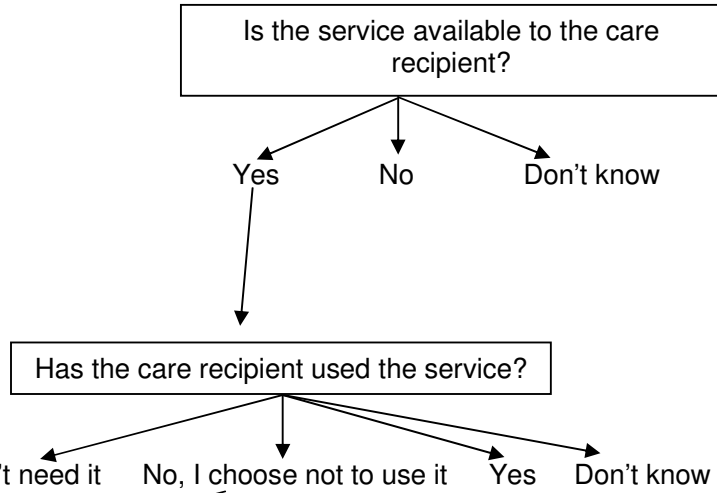 Is the service available to the care
recipient?
Yes No Don't know
Has the care recipient used the service?
't need it No, I choose not to use it Yes Don't know